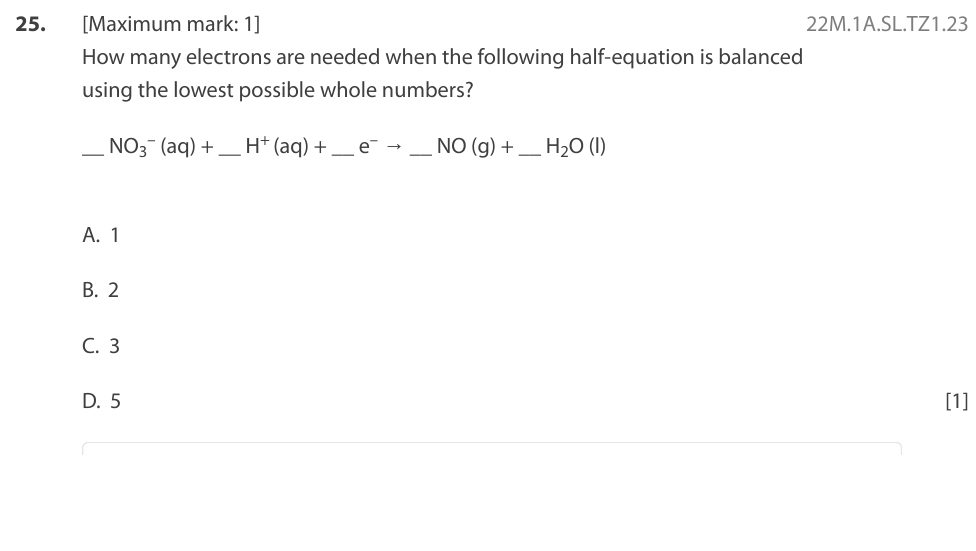 25. [Maximum mark: 1] 22M.1A.SL.TZ1.23
How many electrons are needed when the following half-equation is balanced
using the lowest possible whole numbers?
__ NO₃⁻ (aq) + __ H⁺ (aq) + __ e⁻ → __ NO (g) + __ H₂O (l)
A. 1
B. 2
C. 3
D. 5 [1]